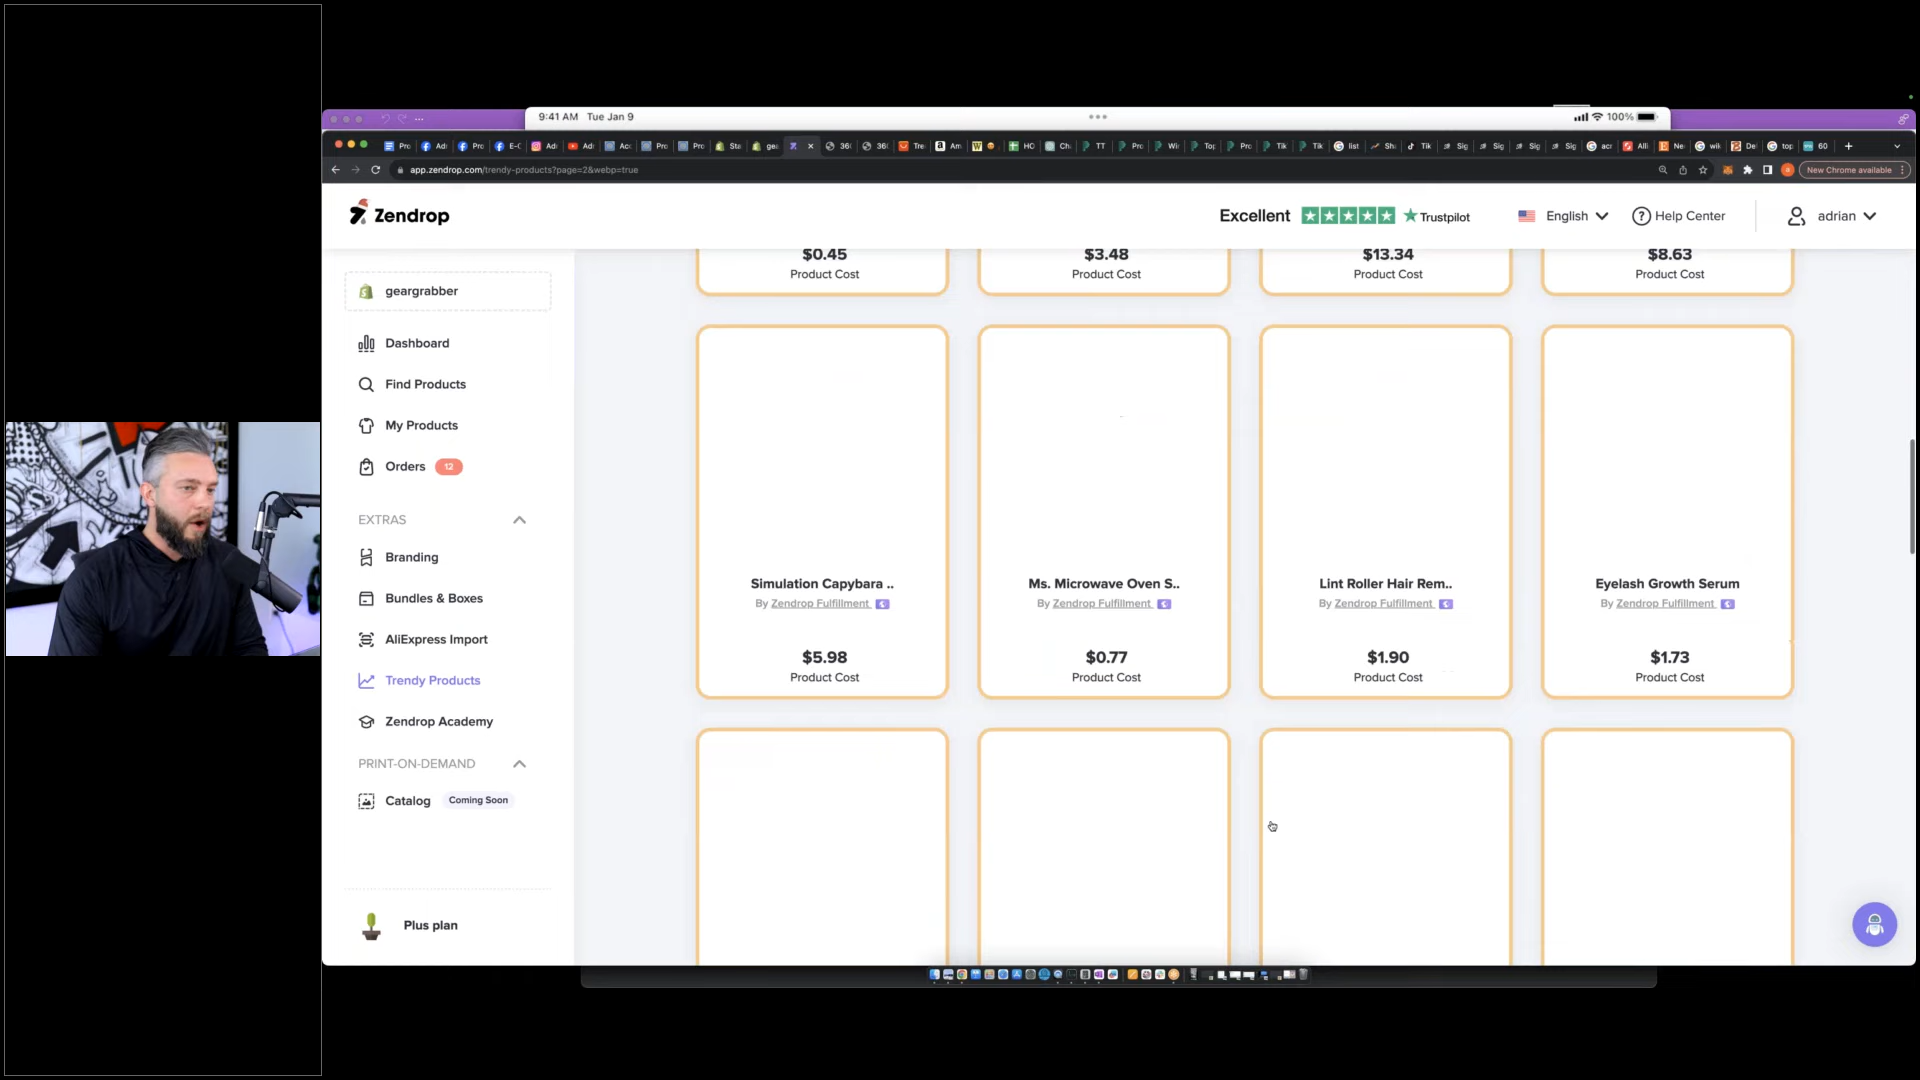 9:41 AM Tue Jan 9
100%
app.zendrop.com/trendy-products?page=2&webp=true
New Chrome available
Zendrop
Excellent
Trustpilot
English
Help Center
adrian
geargrabber
Dashboard
Find Products
My Products
Orders 12
EXTRAS
Branding
Bundles & Boxes
AliExpress Import
Trendy Products
Zendrop Academy
PRINT-ON-DEMAND
Catalog Coming Soon
Plus plan
$0.45
Product Cost
$3.48
Product Cost
$13.34
Product Cost
$8.63
Product Cost
Simulation Capybara ..
By Zendrop Fulfillment
$5.98
Product Cost
Ms. Microwave Oven S..
By Zendrop Fulfillment
$0.77
Product Cost
Lint Roller Hair Rem..
By Zendrop Fulfillment
$1.90
Product Cost
Eyelash Growth Serum
By Zendrop Fulfillment
$1.73
Product Cost